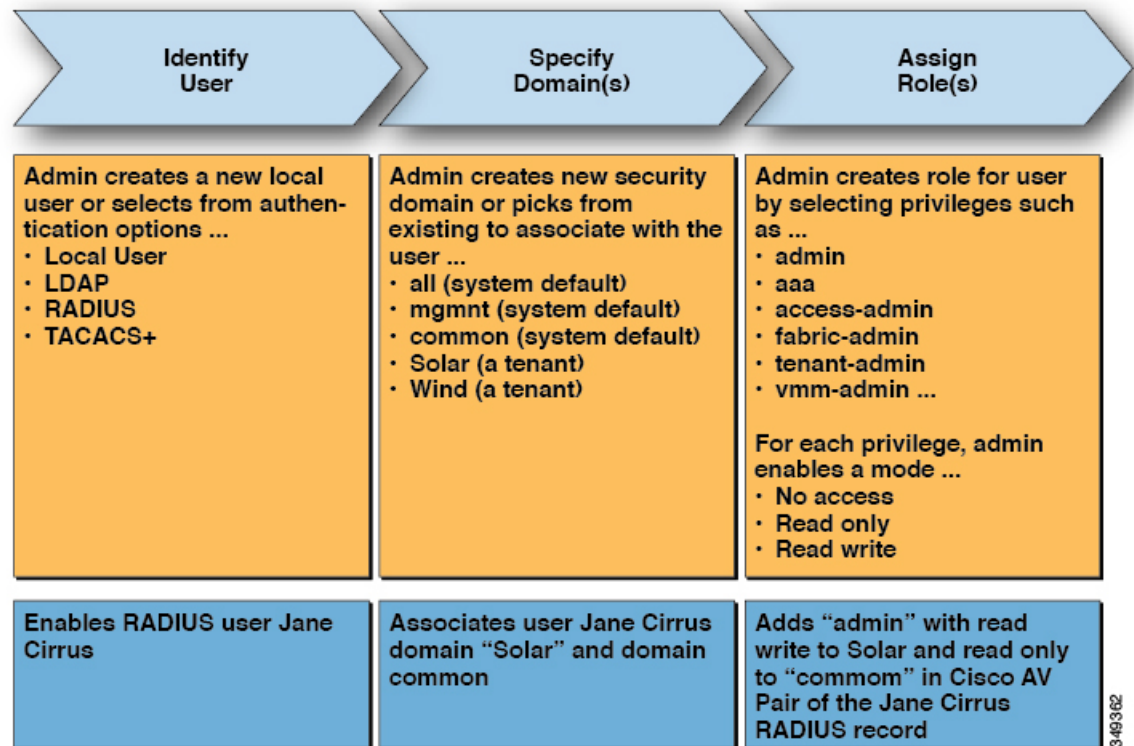 Identify
User
Specify
Domain(s)
Assign
Role(s)
Admin creates a new local
user or selects from authen-
tication options ...
• Local User
• LDAP
• RADIUS
• TACACS+
Admin creates new security
domain or picks from
existing to associate with the
user ...
• all (system default)
• mgmnt (system default)
• common (system default)
• Solar (a tenant)
• Wind (a tenant)
Admin creates role for user
by selecting privileges such
as ...
• admin
• aaa
• access-admin
• fabric-admin
• tenant-admin
• vmm-admin ...
For each privilege, admin
enables a mode ...
• No access
• Read only
• Read write
Enables RADIUS user Jane
Cirrus
Associates user Jane Cirrus
domain “Solar” and domain
common
Adds “admin” with read
write to Solar and read only
to “commom” in Cisco AV
Pair of the Jane Cirrus
RADIUS record
349362